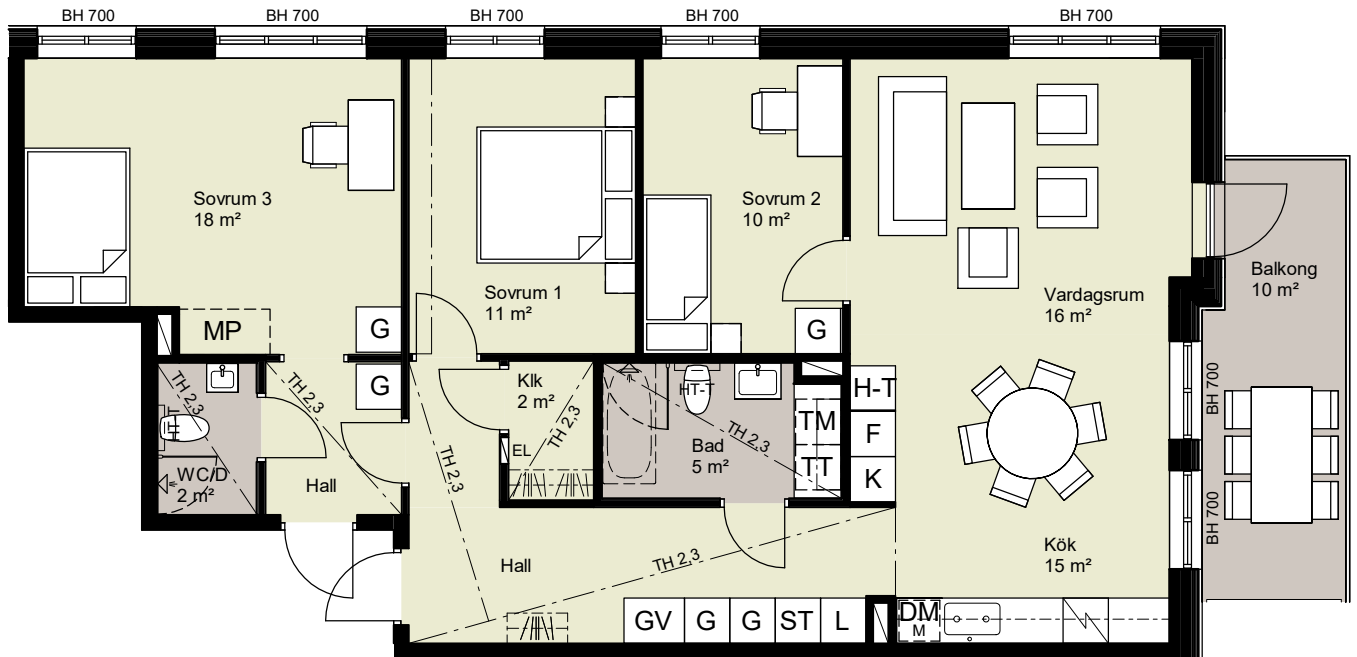 BH 700
BH 700
BH 700
BH 700
BH 700
Sovrum 3
18 m²
Sovrum 1
11 m²
Sovrum 2
10 m²
Vardagsrum
16 m²
Balkong
10 m²
MP
G
G
G
TH 2,3
HT-T
WC/D
2 m²
TH 2,3
Hall
TH 2,3
Klk
2 m²
TH 2,3
EL
HT-T
Bad
5 m²
TH 2,3
TM
TT
H-T
F
K
BH 700
BH 700
Kök
15 m²
Hall
TH 2,3
GV
G
G
ST
L
DM
M